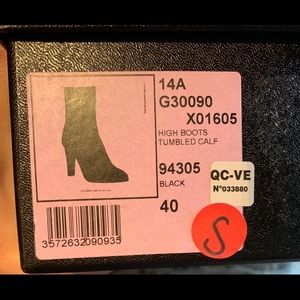 14A
G30090
X01605
HIGH BOOTS
TUMBLED CALF
94305
BLACK
40
QC-VE
N°033880
S
3572632090935